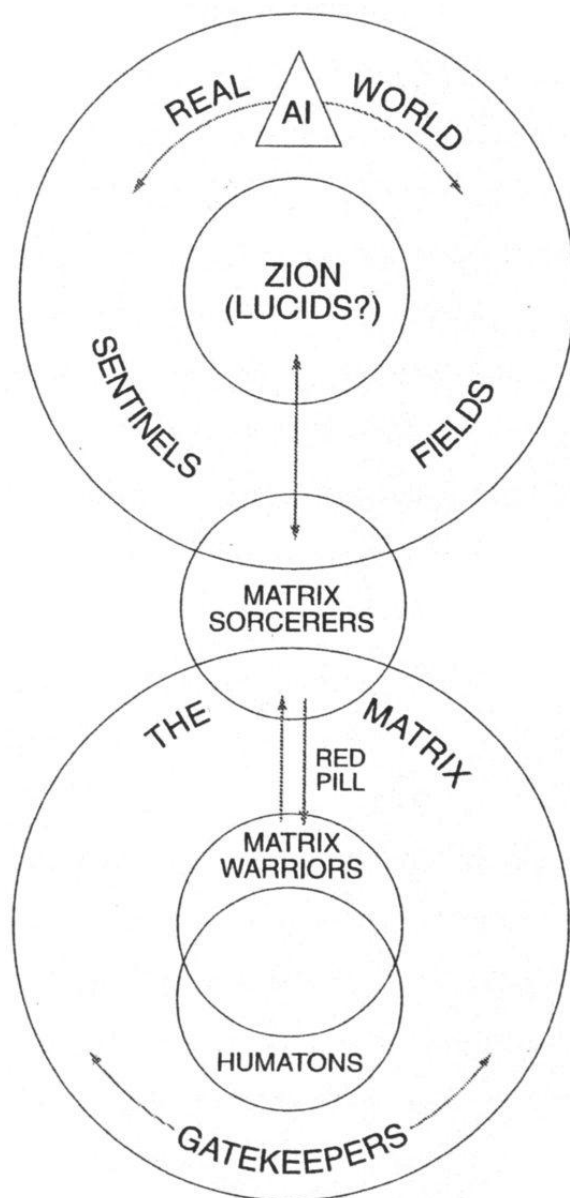 REAL WORLD
AI
ZION
(LUCIDS?)
SENTINELS
FIELDS
MATRIX
SORCERERS
THE MATRIX
RED
PILL
MATRIX
WARRIORS
HUMATONS
GATEKEEPERS